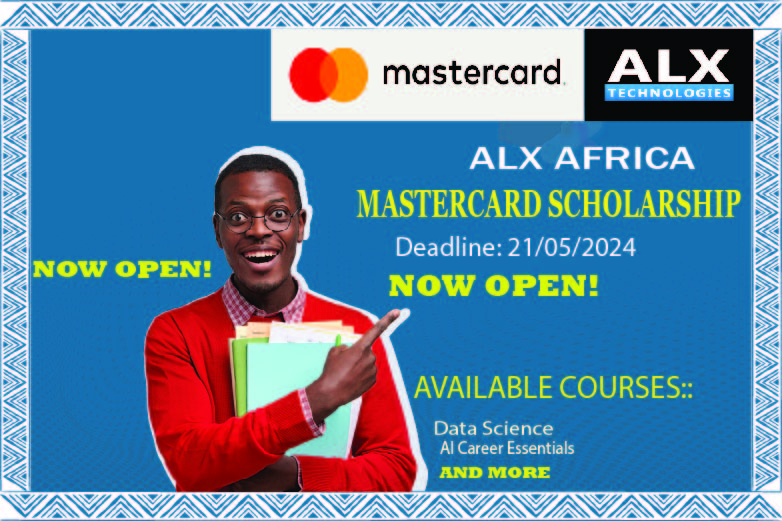 mastercard.
ALX
TECHNOLOGIES
ALX AFRICA
MASTERCARD SCHOLARSHIP
Deadline: 21/05/2024
NOW OPEN!
NOW OPEN!
AVAILABLE COURSES::
Data Science
AI Career Essentials
AND MORE